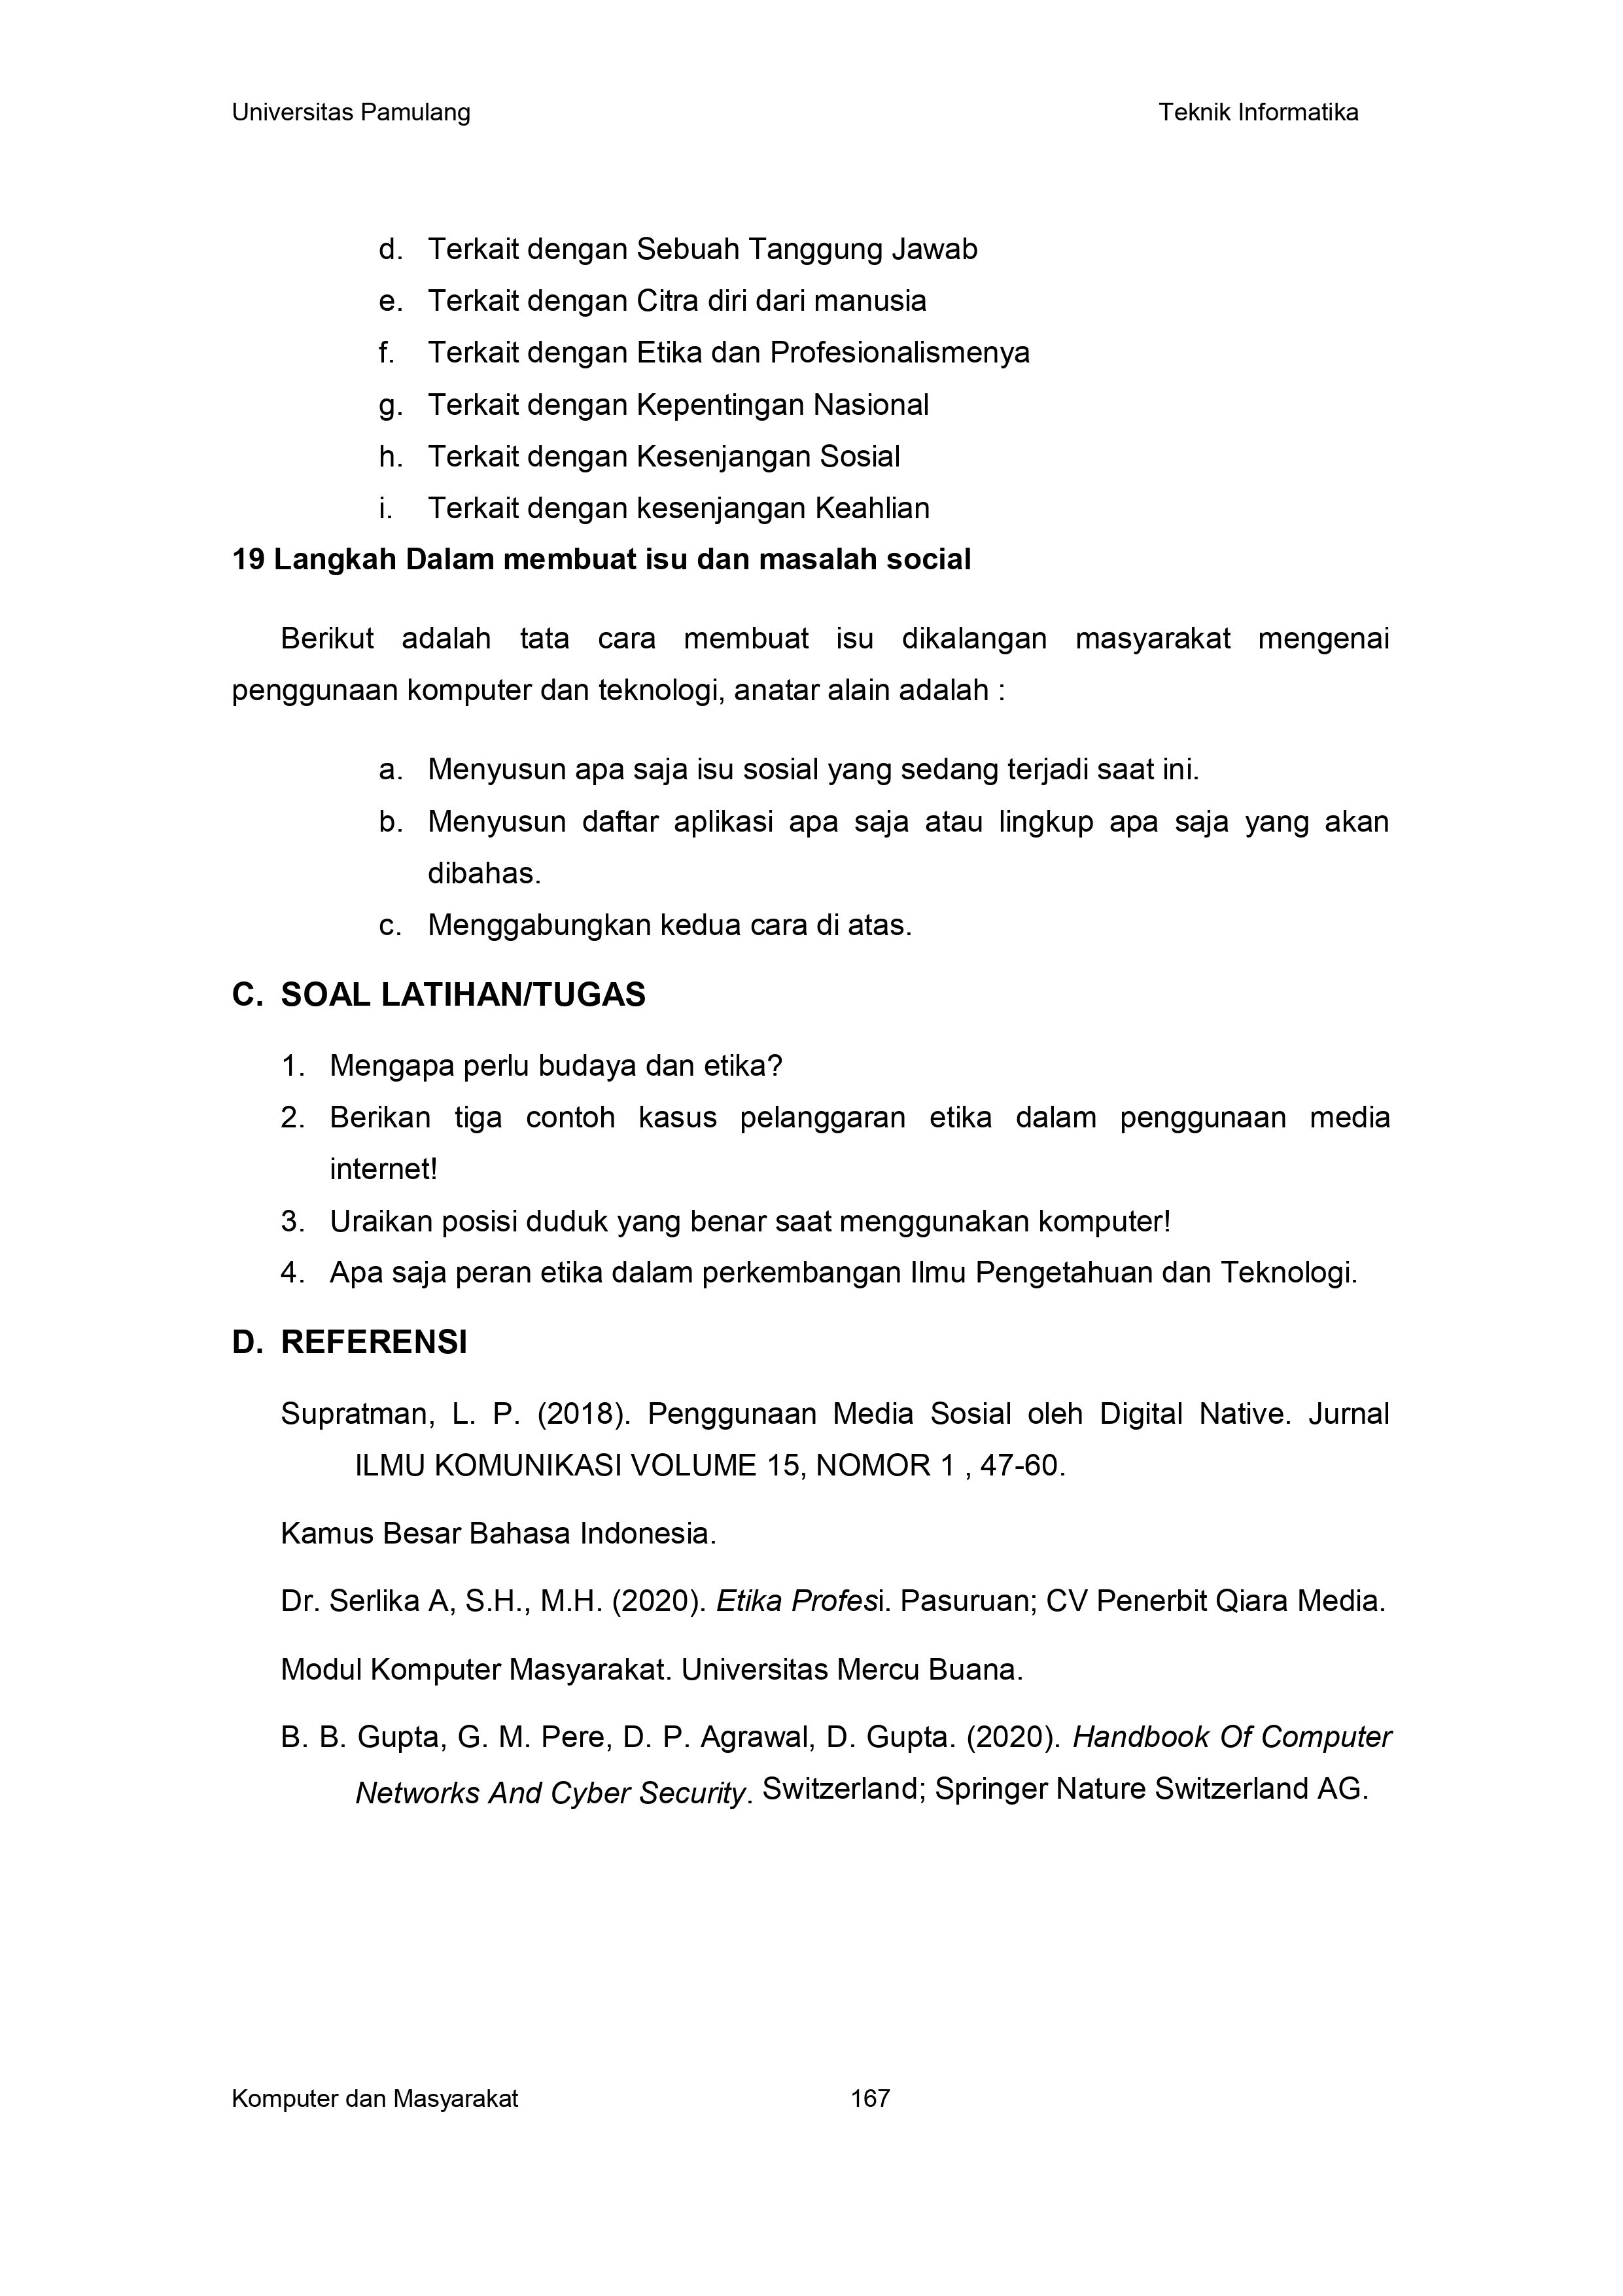 Universitas Pamulang Teknik Informatika
d. Terkait dengan Sebuah Tanggung Jawab
e. Terkait dengan Citra diri dari manusia
f. Terkait dengan Etika dan Profesionalismenya
g. Terkait dengan Kepentingan Nasional
h. Terkait dengan Kesenjangan Sosial
i. Terkait dengan kesenjangan Keahlian
19 Langkah Dalam membuat isu dan masalah social
Berikut adalah tata cara membuat isu dikalangan masyarakat mengenai
penggunaan komputer dan teknologi, anatar alain adalah :
a. Menyusun apa saja isu sosial yang sedang terjadi saat ini.
b. Menyusun daftar aplikasi apa saja atau lingkup apa saja yang akan
dibahas.
c. Menggabungkan kedua cara di atas.
C. SOAL LATIHAN/TUGAS
1. Mengapa perlu budaya dan etika?
2. Berikan tiga contoh kasus pelanggaran etika dalam penggunaan media
internet!
3. Uraikan posisi duduk yang benar saat menggunakan komputer!
4. Apa saja peran etika dalam perkembangan Ilmu Pengetahuan dan Teknologi.
D. REFERENSI
Supratman, L. P. (2018). Penggunaan Media Sosial oleh Digital Native. Jurnal
ILMU KOMUNIKASI VOLUME 15, NOMOR 1 , 47-60.
Kamus Besar Bahasa Indonesia.
Dr. Serlika A, S.H., M.H. (2020). Etika Profesi. Pasuruan; CV Penerbit Qiara Media.
Modul Komputer Masyarakat. Universitas Mercu Buana.
B. B. Gupta, G. M. Pere, D. P. Agrawal, D. Gupta. (2020). Handbook Of Computer
Networks And Cyber Security. Switzerland; Springer Nature Switzerland AG.
Komputer dan Masyarakat 167